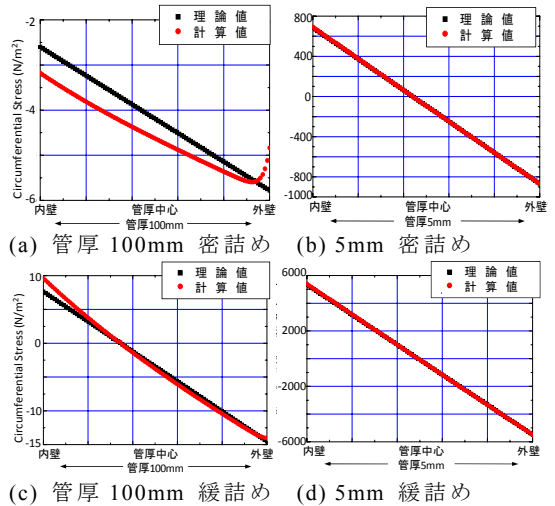 -2
-4
-6
Circumferential Stress (N/m²)
理 論 値
計 算 値
内壁 管厚中心 外壁
管厚100mm
(a) 管厚 100mm 密詰め
800
400
0
-400
-800
-1000
理 論 値
計 算 値
内壁 管厚中心 外壁
管厚5mm
(b) 5mm 密詰め
10
0
-10
-15
Circumferential Stress (N/m²)
理 論 値
計 算 値
内壁 管厚中心 外壁
管厚100mm
(c) 管厚 100mm 緩詰め
6000
2000
-2000
-6000
理 論 値
計 算 値
内壁 管厚中心 外壁
管厚5mm
(d) 5mm 緩詰め